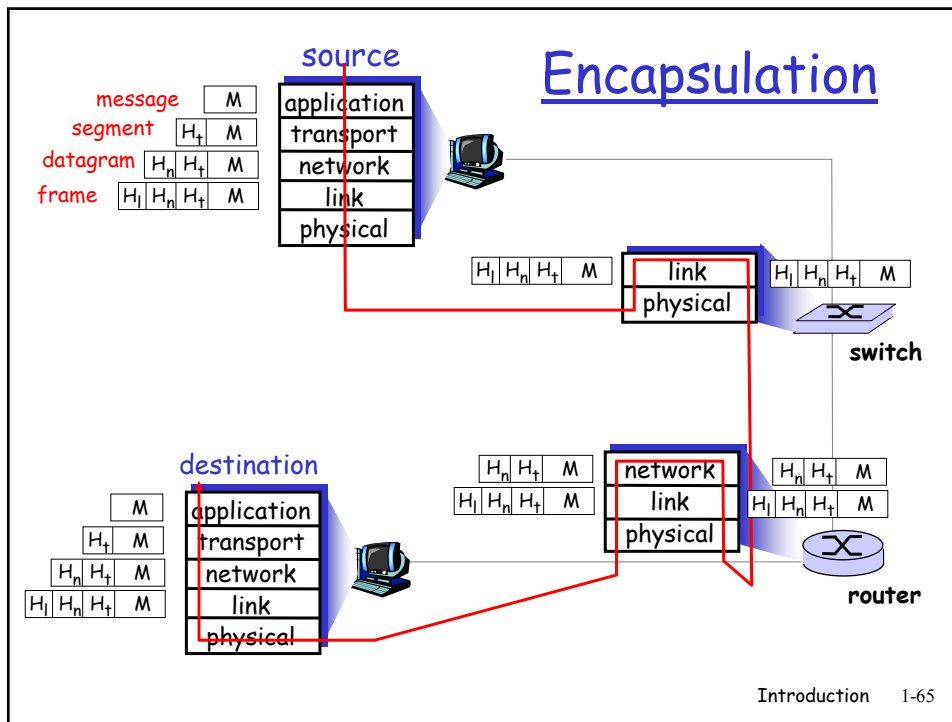 Encapsulation
source
message M
segment Hₜ M
datagram Hₙ Hₜ M
frame Hₗ Hₙ Hₜ M
application
transport
network
link
physical
Hₗ Hₙ Hₜ M
link
physical
Hₗ Hₙ Hₜ M
switch
destination
M
Hₜ M
Hₙ Hₜ M
Hₗ Hₙ Hₜ M
application
transport
network
link
physical
Hₙ Hₜ M
Hₗ Hₙ Hₜ M
network
link
physical
Hₙ Hₜ M
Hₗ Hₙ Hₜ M
router
Introduction 1-65